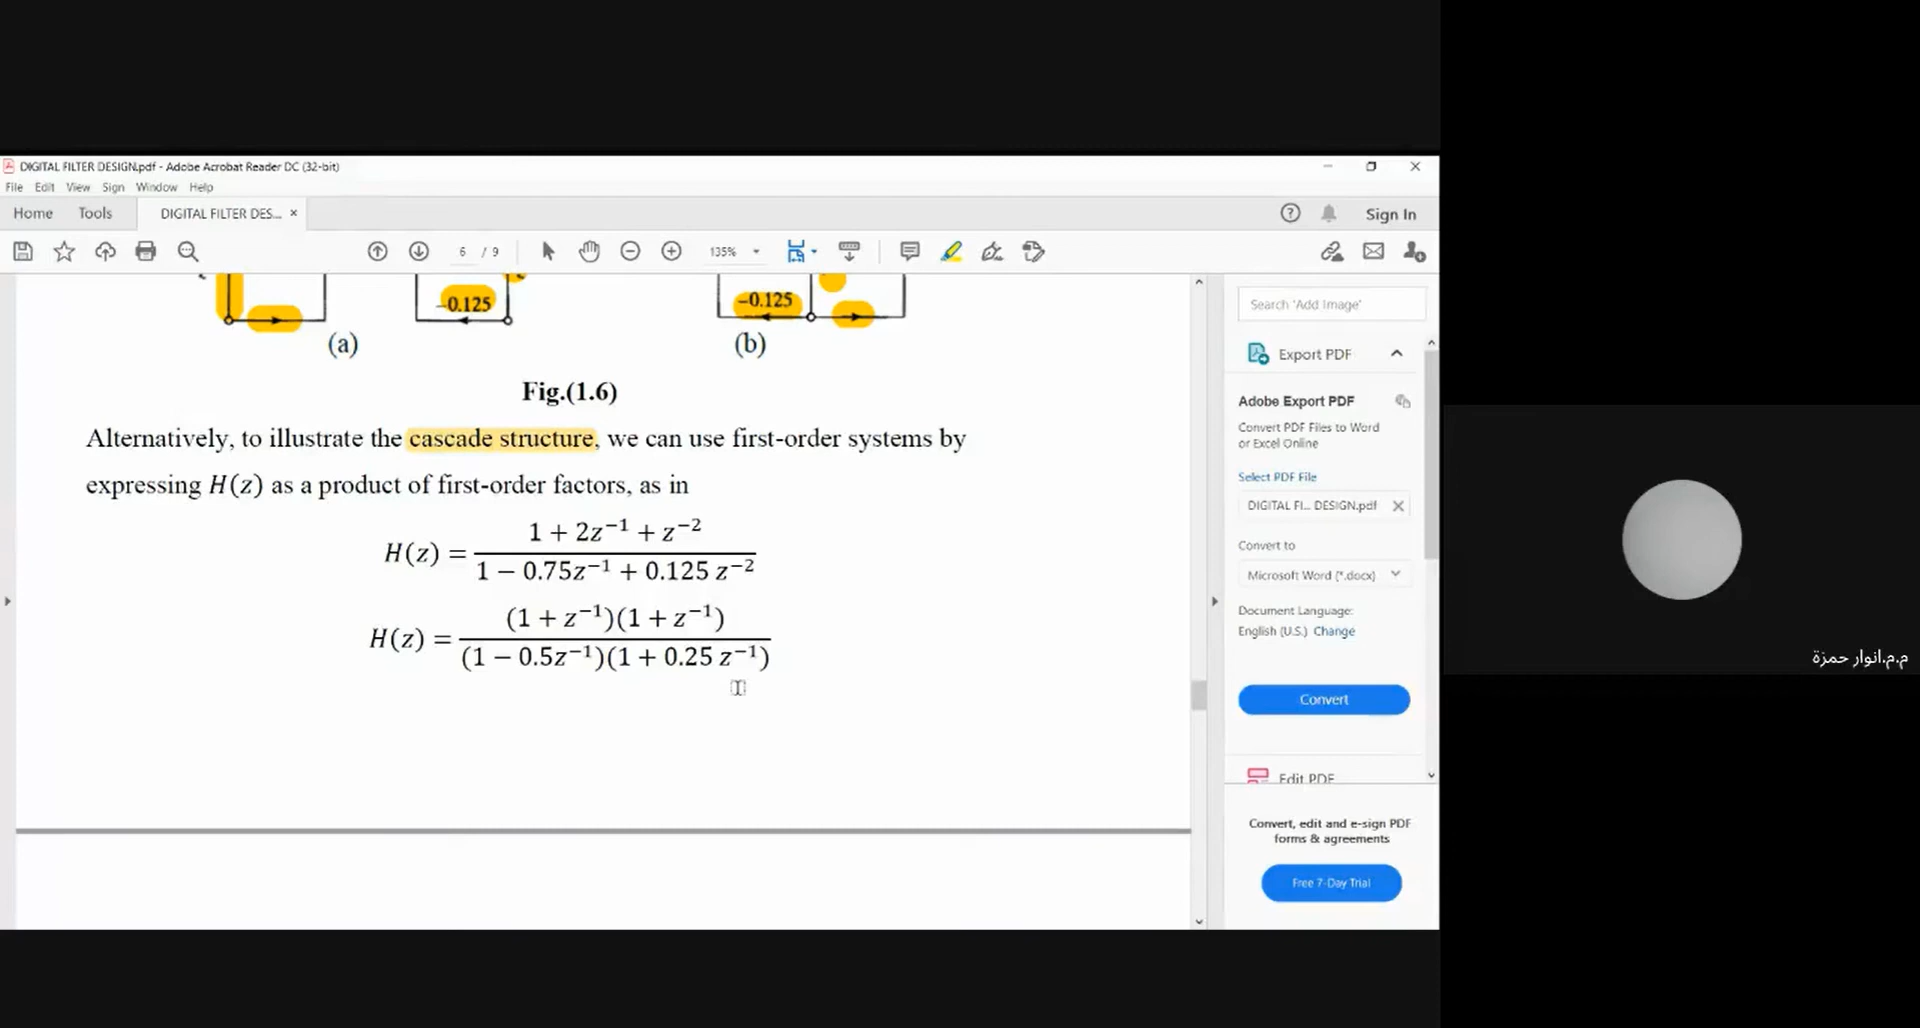 DIGITAL FILTER DESIGN.pdf - Adobe Acrobat Reader DC (32-bit)
File Edit View Sign Window Help
Home Tools DIGITAL FILTER DES... × Sign In
6 / 9 135%
-0.125 -0.125
(a) (b)
Fig.(1.6)
Alternatively, to illustrate the cascade structure, we can use first-order systems by
expressing H(z) as a product of first-order factors, as in
H(z) = \frac{1 + 2z^{-1} + z^{-2}}{1 - 0.75z^{-1} + 0.125 z^{-2}}
H(z) = \frac{(1 + z^{-1})(1 + z^{-1})}{(1 - 0.5z^{-1})(1 + 0.25 z^{-1})}
Search 'Add Image'
Export PDF
Adobe Export PDF
Convert PDF Files to Word
or Excel Online
Select PDF File
DIGITAL FI... DESIGN.pdf
Convert to
Microsoft Word (*.docx)
Document Language:
English (U.S.) Change
Convert
Edit PDF
Convert, edit and e-sign PDF
forms & agreements
Free 7-Day Trial
م.م.انوار حمزة